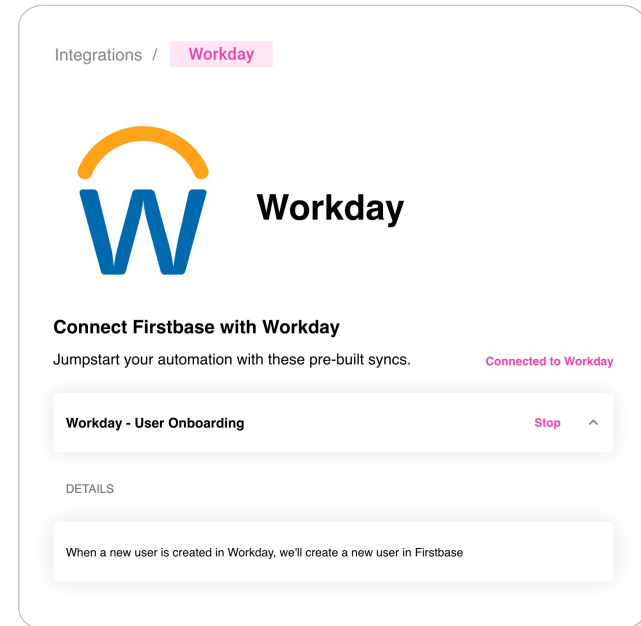 Integrations / Workday
Workday
Connect Firstbase with Workday
Jumpstart your automation with these pre-built syncs.
Connected to Workday
Workday - User Onboarding
Stop
DETAILS
When a new user is created in Workday, we'll create a new user in Firstbase